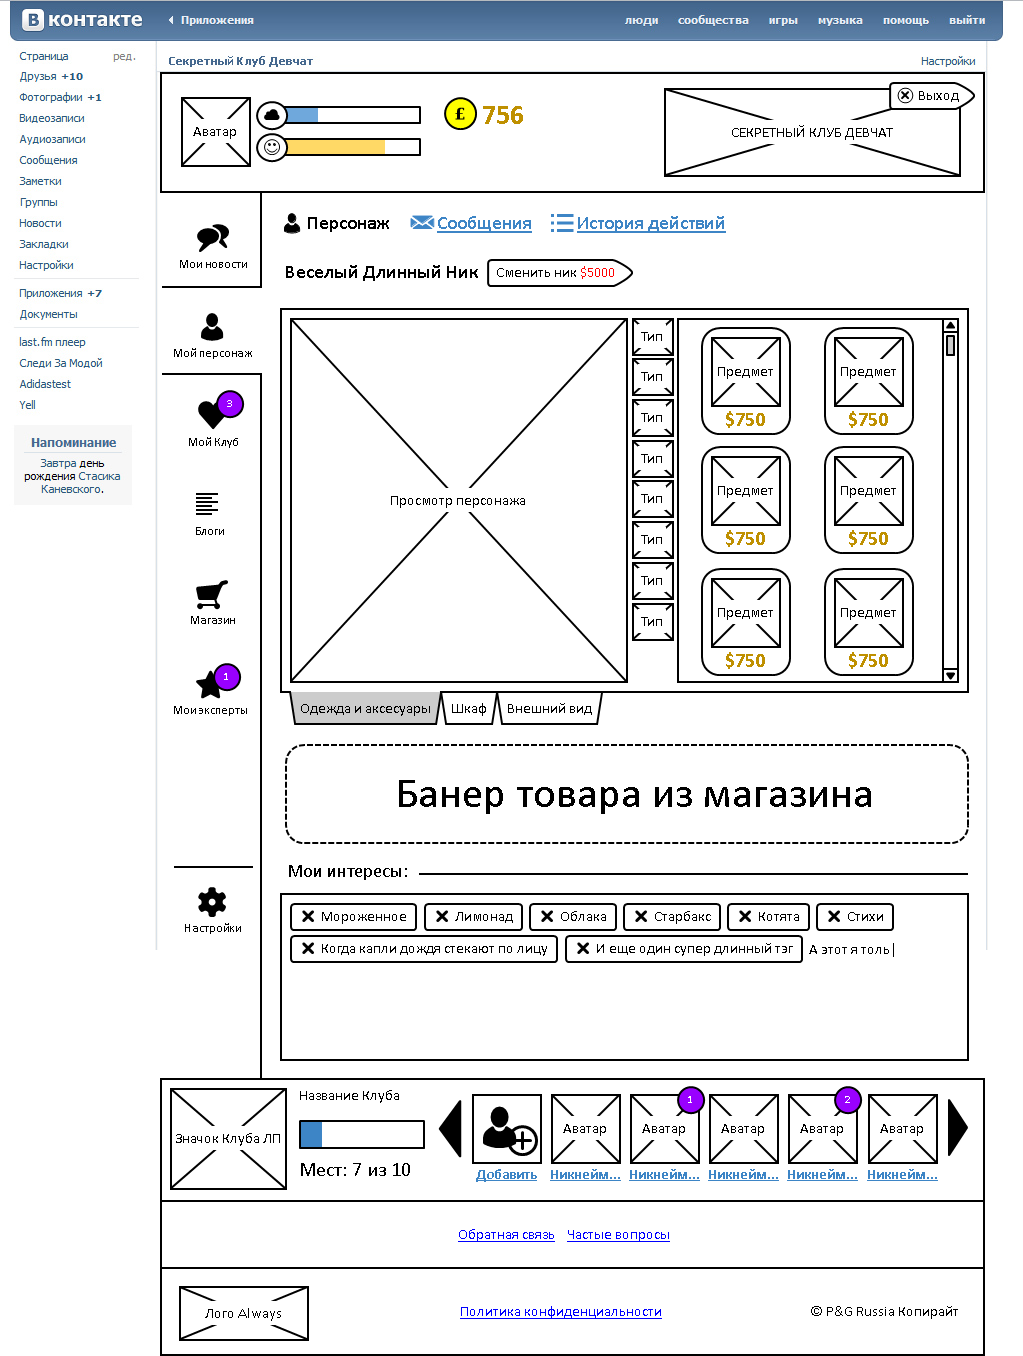 В контакте
Приложения
люди
сообщества
игры
музыка
помощь
выйти
Страница ред.
Друзья +10
Фотографии +1
Видеозаписи
Аудиозаписи
Сообщения
Заметки
Группы
Новости
Закладки
Настройки
Приложения +7
Документы
last.fm плеер
Следи За Модой
Adidastest
Yell
Напоминание
Завтра день
рождения Стасика
Каневского.
Секретный Клуб Девчат
Настройки
Аватар
£ 756
СЕКРЕТНЫЙ КЛУБ ДЕВЧАТ
Выход
Мои новости
Мой персонаж
3
Мой Клуб
Блоги
Магазин
1
Мои эксперты
Настройки
Персонаж
Сообщения
История действий
Веселый Длинный Ник
Сменить ник $5000
Просмотр персонажа
Тип
Тип
Тип
Тип
Тип
Тип
Тип
Тип
Предмет
$750
Предмет
$750
Предмет
$750
Предмет
$750
Предмет
$750
Предмет
$750
Одежда и аксесуары
Шкаф
Внешний вид
Банер товара из магазина
Мои интересы:
Мороженное
Лимонад
Облака
Старбакс
Котята
Стихи
Когда капли дождя стекают по лицу
И еще один супер длинный тэг
А этот я толь
Значок Клуба ЛП
Название Клуба
Мест: 7 из 10
Добавить
Аватар
Никнейм...
1
Аватар
Никнейм...
Аватар
Никнейм...
2
Аватар
Никнейм...
Аватар
Никнейм...
Обратная связь
Частые вопросы
Лого Always
Политика конфиденциальности
© P&G Russia Копирайт